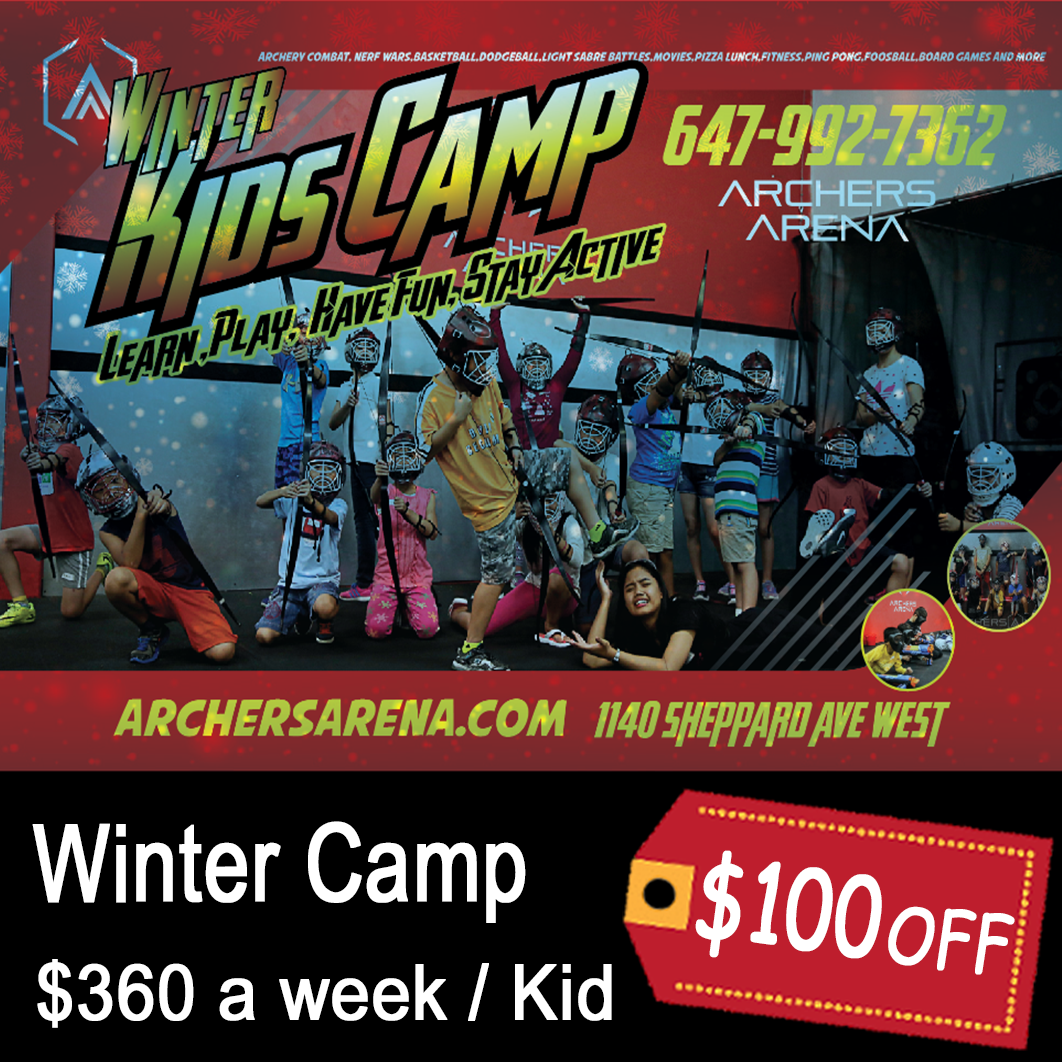 ARCHERY COMBAT, NERF WARS,BASKETBALL,DODGEBALL,LIGHT SABRE BATTLES,MOVIES,PIZZA LUNCH,FITNESS,PING PONG,FOOSBALL,BOARD GAMES AND MORE
WINTER
KIDS CAMP
LEARN, PLAY, HAVE FUN, STAY ACTIVE
647-992-7362
ARCHERS
ARENA
ARCHERS
ARENA
ARCHERSARENA.COM 1140 SHEPPARD AVE WEST
Winter Camp
$360 a week / Kid
$100 OFF